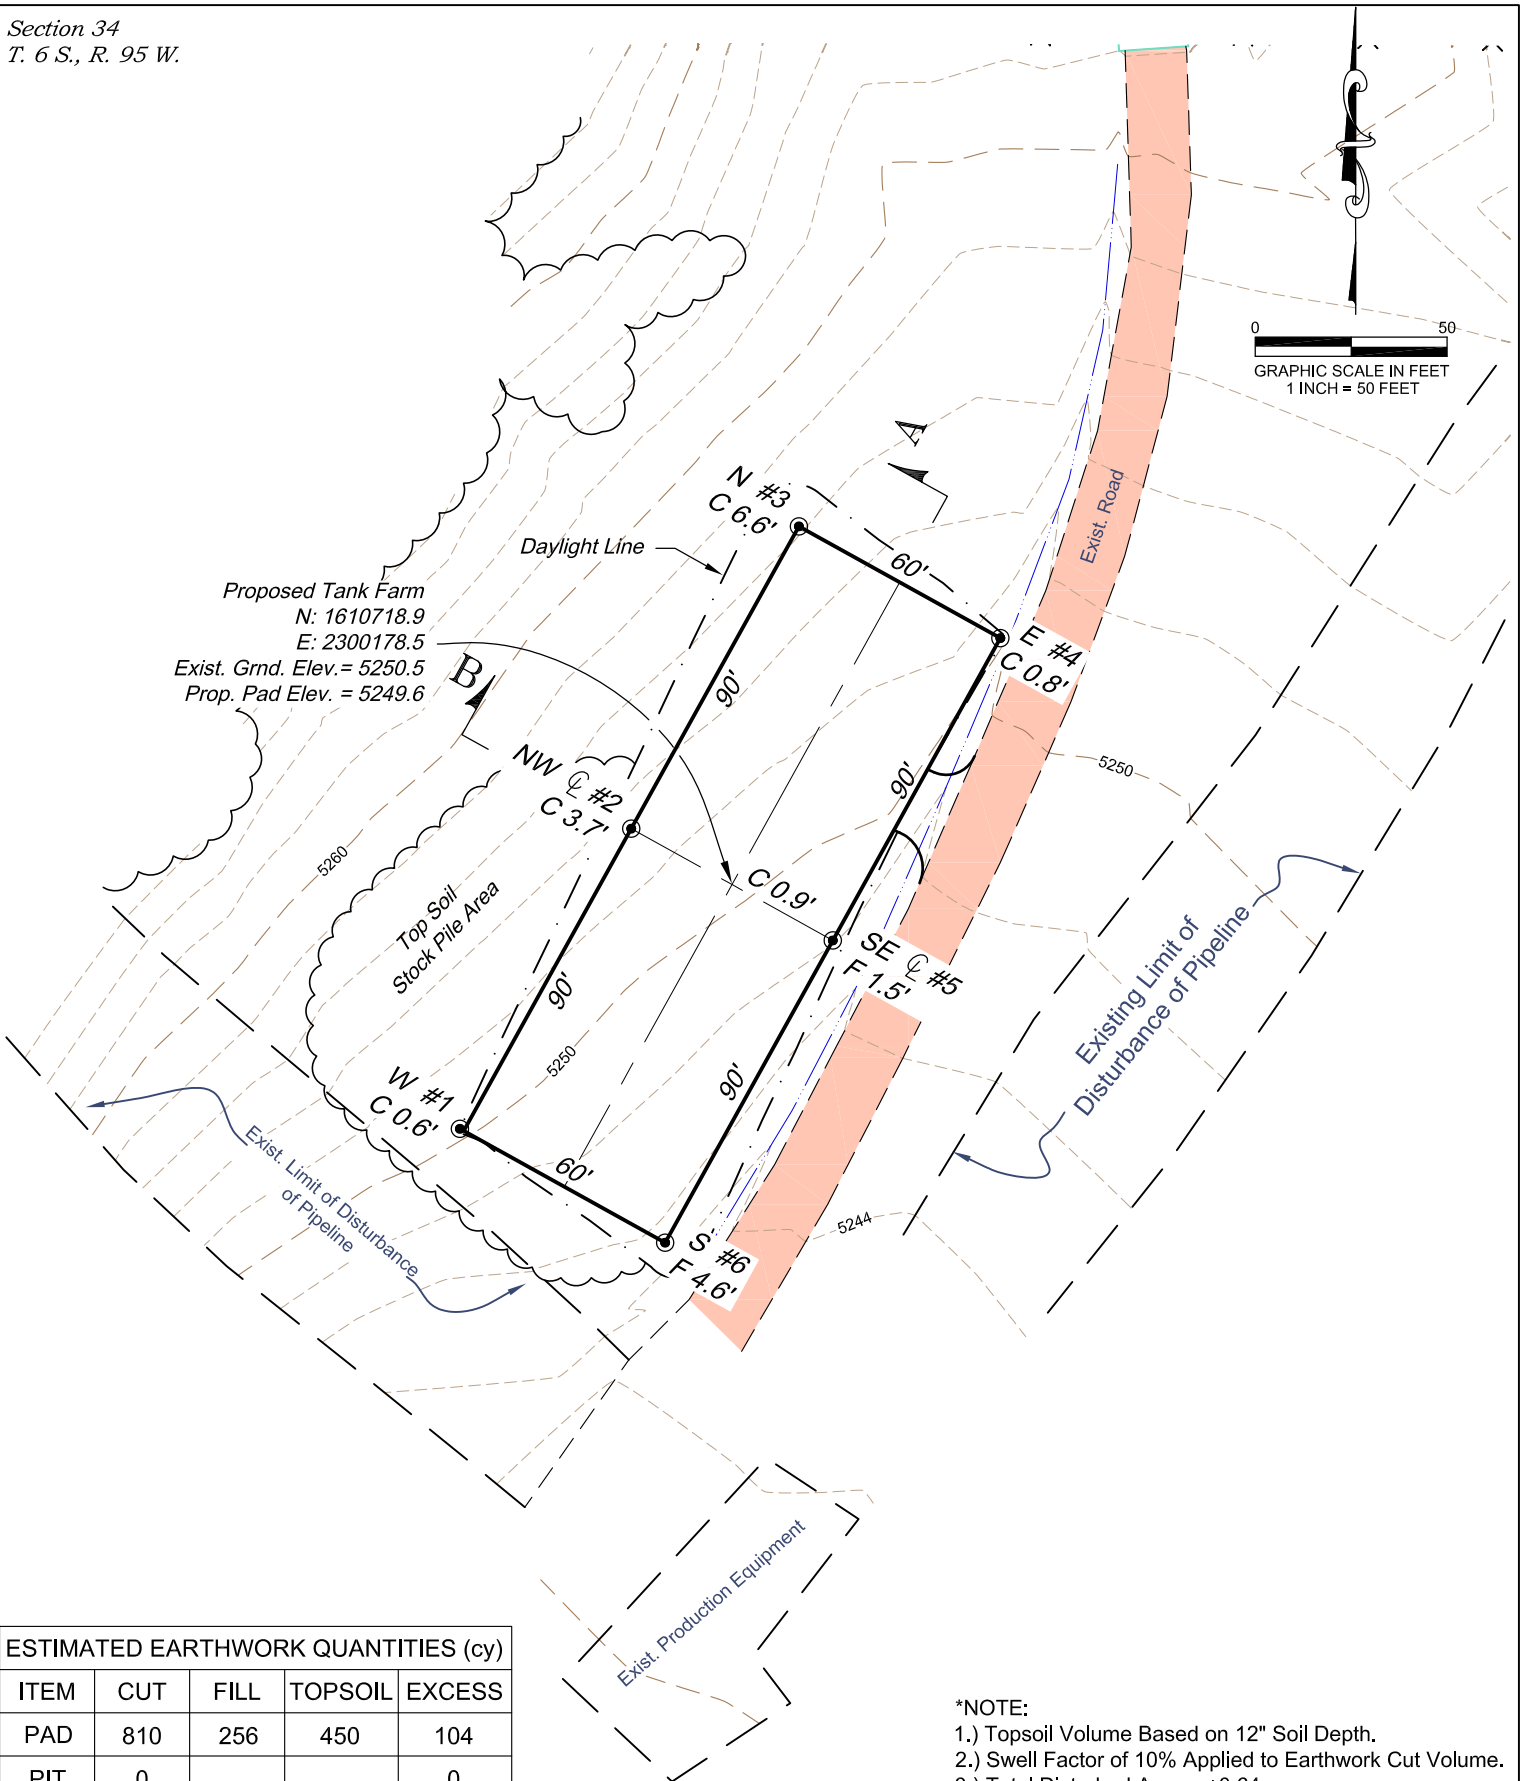 Section 34
T. 6 S., R. 95 W.
0 50
GRAPHIC SCALE IN FEET
1 INCH = 50 FEET
A
N #3
C 6.6'
Daylight Line
60'
Exist. Road
Proposed Tank Farm
N: 1610718.9
E: 2300178.5
Exist. Grnd. Elev.= 5250.5
Prop. Pad Elev. = 5249.6
B
E #4
C 0.8'
90'
90'
NW ℄ #2
C 3.7'
5250
5260
C 0.9'
Top Soil
Stock Pile Area
SE ℄ #5
F 1.5'
Existing Limit of
Disturbance of Pipeline
90'
5250
90'
W #1
C 0.6'
60'
Exist. Limit of Disturbance
of Pipeline
5244
S #6
F 4.6'
Exist. Production Equipment
ESTIMATED EARTHWORK QUANTITIES (cy)
ITEM CUT FILL TOPSOIL EXCESS
PAD 810 256 450 104
PIT 0 0
*NOTE:
1.) Topsoil Volume Based on 12" Soil Depth.
2.) Swell Factor of 10% Applied to Earthwork Cut Volume.